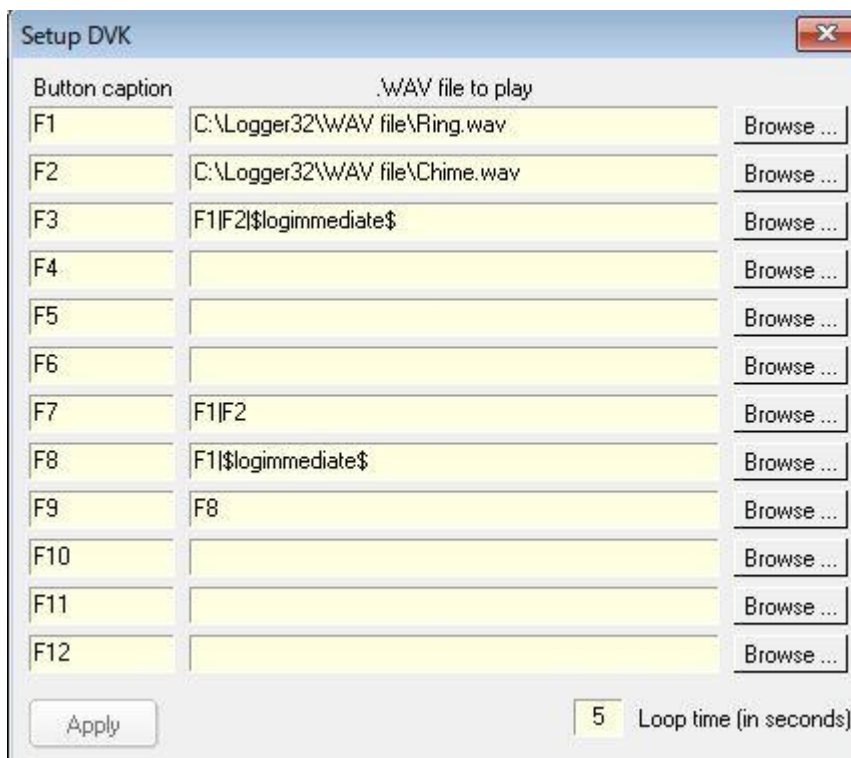 Setup DVK
Button caption .WAV file to play
F1 C:\Logger32\WAV file\Ring.wav Browse ...
F2 C:\Logger32\WAV file\Chime.wav Browse ...
F3 F1|F2|$logimmediate$ Browse ...
F4 Browse ...
F5 Browse ...
F6 Browse ...
F7 F1|F2 Browse ...
F8 F1|$logimmediate$ Browse ...
F9 F8 Browse ...
F10 Browse ...
F11 Browse ...
F12 Browse ...
Apply 5 Loop time (in seconds)